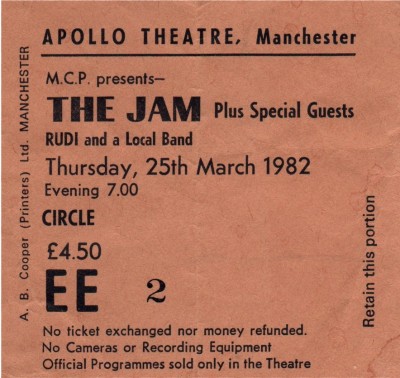 APOLLO THEATRE, Manchester
M.C.P. presents–
THE JAM Plus Special Guests
RUDI and a Local Band
Thursday, 25th March 1982
Evening 7.00
CIRCLE
£4.50
EE 2
No ticket exchanged nor money refunded.
No Cameras or Recording Equipment
Official Programmes sold only in the Theatre
A. B. Cooper (Printers) Ltd. MANCHESTER
Retain this portion